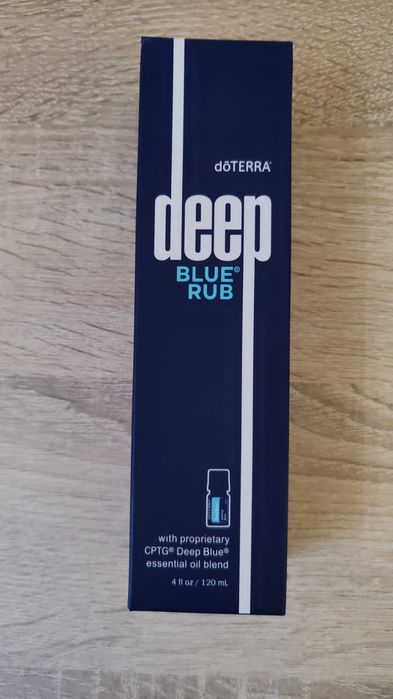 dōTERRA®
deep
BLUE®
RUB
with proprietary
CPTG® Deep Blue®
essential oil blend
4 fl oz / 120 mL